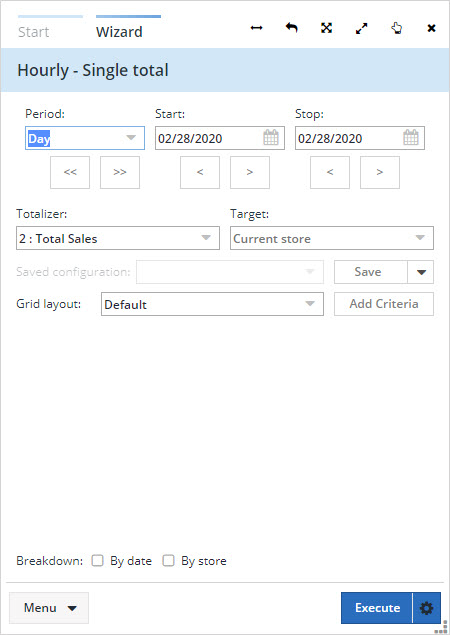 Start Wizard
Hourly - Single total
Period: Start: Stop:
Day 02/28/2020 02/28/2020
<< >> < > < >
Totalizer: Target:
2 : Total Sales Current store
Saved configuration: Save
Grid layout: Default Add Criteria
Breakdown: By date By store
Menu Execute